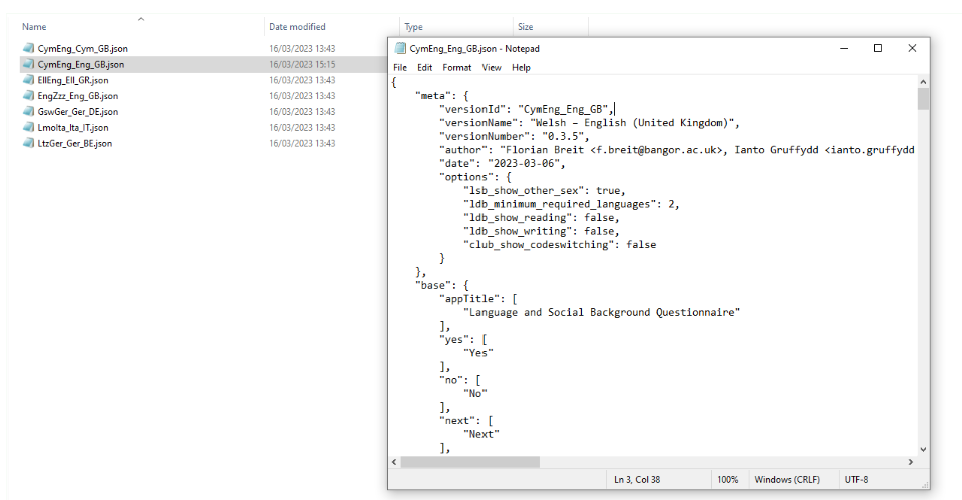 Name Date modified Type Size
CymEng_Cym_GB.json 16/03/2023 13:43
CymEng_Eng_GB.json 16/03/2023 15:15
EllEng_Ell_GR.json 16/03/2023 13:43
EngZzz_Eng_GB.json 16/03/2023 13:43
GswGer_Ger_DE.json 16/03/2023 13:43
LmoIta_Ita_IT.json 16/03/2023 13:43
LtzGer_Ger_BE.json 16/03/2023 13:43
CymEng_Eng_GB.json - Notepad
File Edit Format View Help
{
"meta": {
"versionId": "CymEng_Eng_GB",
"versionName": "Welsh – English (United Kingdom)",
"versionNumber": "0.3.5",
"author": "Florian Breit <f.breit@bangor.ac.uk>, Ianto Gruffydd <ianto.gruffydd
"date": "2023-03-06",
"options": {
"lsb_show_other_sex": true,
"ldb_minimum_required_languages": 2,
"ldb_show_reading": false,
"ldb_show_writing": false,
"club_show_codeswitching": false
}
},
"base": {
"appTitle": [
"Language and Social Background Questionnaire"
],
"yes": [
"Yes"
],
"no": [
"No"
],
"next": [
"Next"
],
Ln 3, Col 38 100% Windows (CRLF) UTF-8